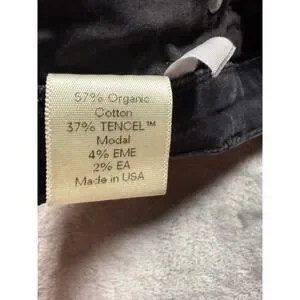 57% Organic
Cotton
37% TENCEL™
Modal
4% EME
2% EA
Made in USA